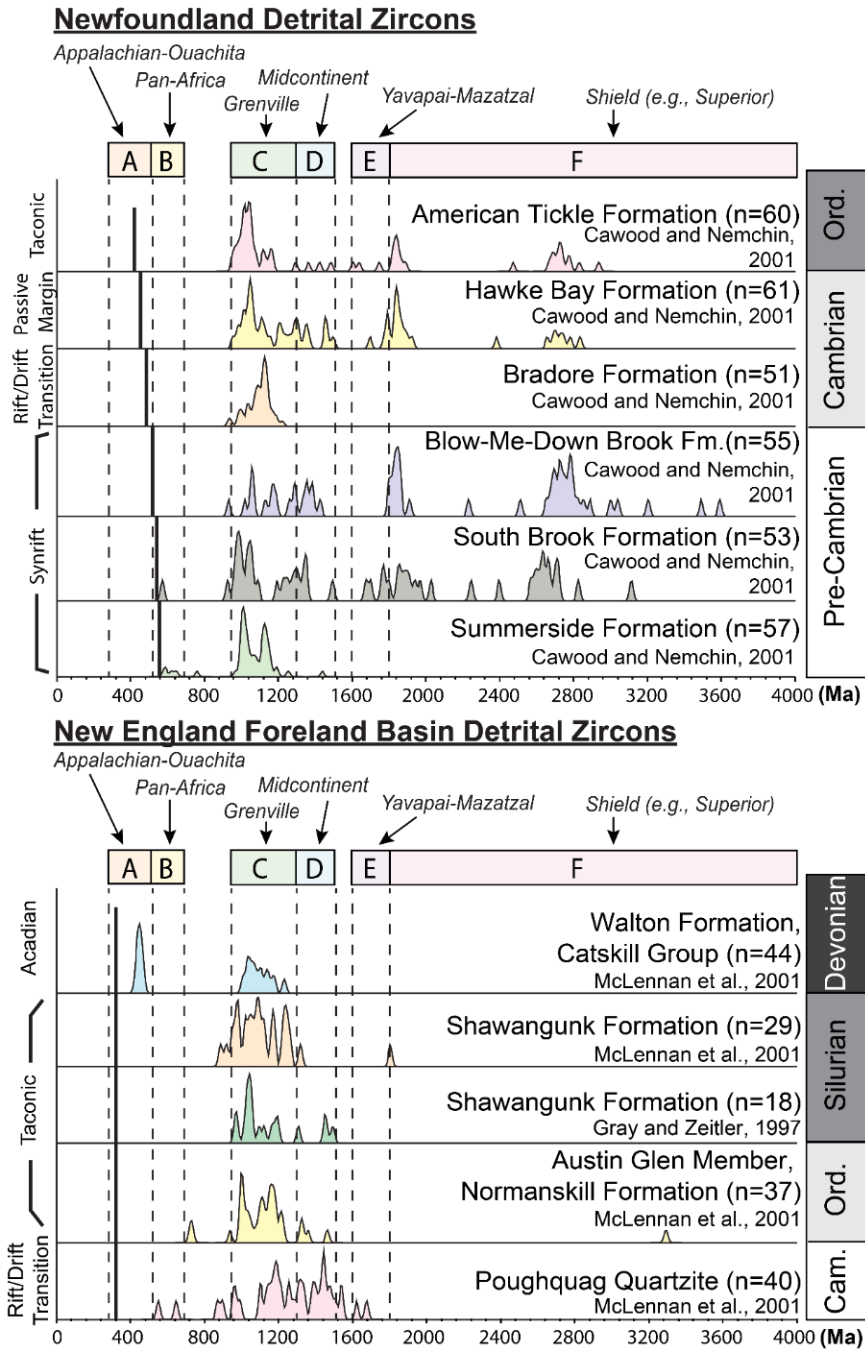 Newfoundland Detrital Zircons
Appalachian-Ouachita
Pan-Africa
Midcontinent
Grenville
Yavapai-Mazatzal
Shield (e.g., Superior)
A B C D E F
Taconic
American Tickle Formation (n=60)
Cawood and Nemchin,
2001
Ord.
Passive
Margin
Hawke Bay Formation (n=61)
Cawood and Nemchin, 2001
Cambrian
Rift/Drift
Transition
Bradore Formation (n=51)
Cawood and Nemchin, 2001
Synrift
Blow-Me-Down Brook Fm.(n=55)
Cawood and Nemchin,
2001
Pre-Cambrian
South Brook Formation (n=53)
Cawood and Nemchin,
2001
Summerside Formation (n=57)
Cawood and Nemchin, 2001
0 400 800 1200 1600 2000 2400 2800 3200 3600 4000 (Ma)
New England Foreland Basin Detrital Zircons
Appalachian-Ouachita
Pan-Africa
Midcontinent
Grenville
Yavapai-Mazatzal
Shield (e.g., Superior)
A B C D E F
Acadian
Walton Formation,
Catskill Group (n=44)
McLennan et al., 2001
Devonian
Taconic
Shawangunk Formation (n=29)
McLennan et al., 2001
Silurian
Shawangunk Formation (n=18)
Gray and Zeitler, 1997
Austin Glen Member,
Normanskill Formation (n=37)
McLennan et al., 2001
Ord.
Rift/Drift
Transition
Poughquag Quartzite (n=40)
McLennan et al., 2001
Cam.
0 400 800 1200 1600 2000 2400 2800 3200 3600 4000 (Ma)